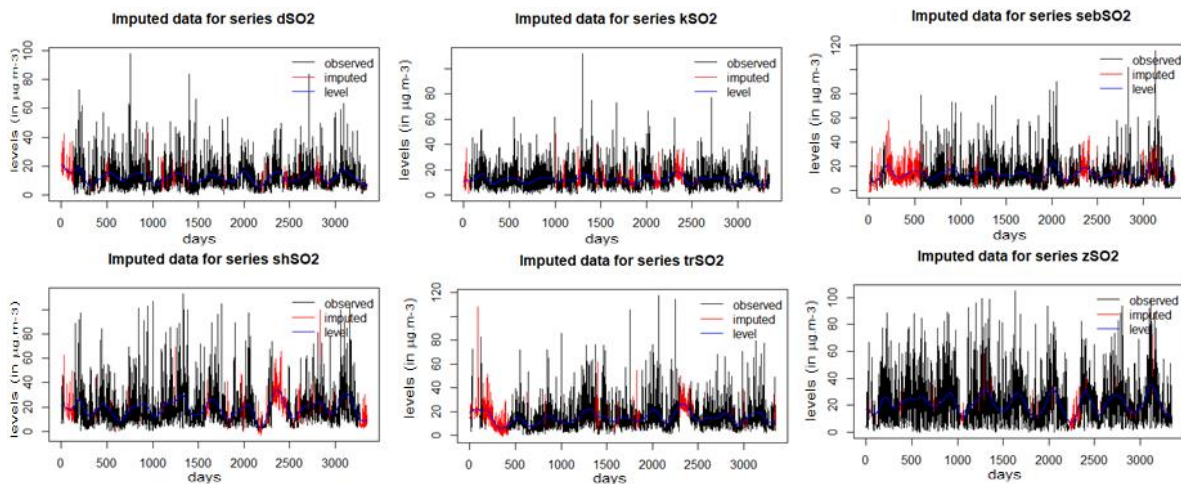 Imputed data for series dSO2
levels (in µg.m-3)
100
80
60
40
20
0
observed
imputed
level
0 500 1000 1500 2000 2500 3000
days
Imputed data for series kSO2
levels (in µg.m-3)
80
60
40
20
0
observed
imputed
level
0 500 1000 1500 2000 2500 3000
days
Imputed data for series sebSO2
levels (in µg.m-3)
120
80
60
40
20
0
observed
imputed
level
0 500 1000 1500 2000 2500 3000
days
Imputed data for series shSO2
levels (in µg.m-3)
80
60
40
20
0
observed
imputed
level
0 500 1000 1500 2000 2500 3000
days
Imputed data for series trSO2
levels (in µg.m-3)
120
80
60
40
20
0
observed
imputed
level
0 500 1000 1500 2000 2500 3000
days
Imputed data for series zSO2
levels (in µg.m-3)
100
80
60
40
20
0
observed
imputed
level
0 500 1000 1500 2000 2500 3000
days